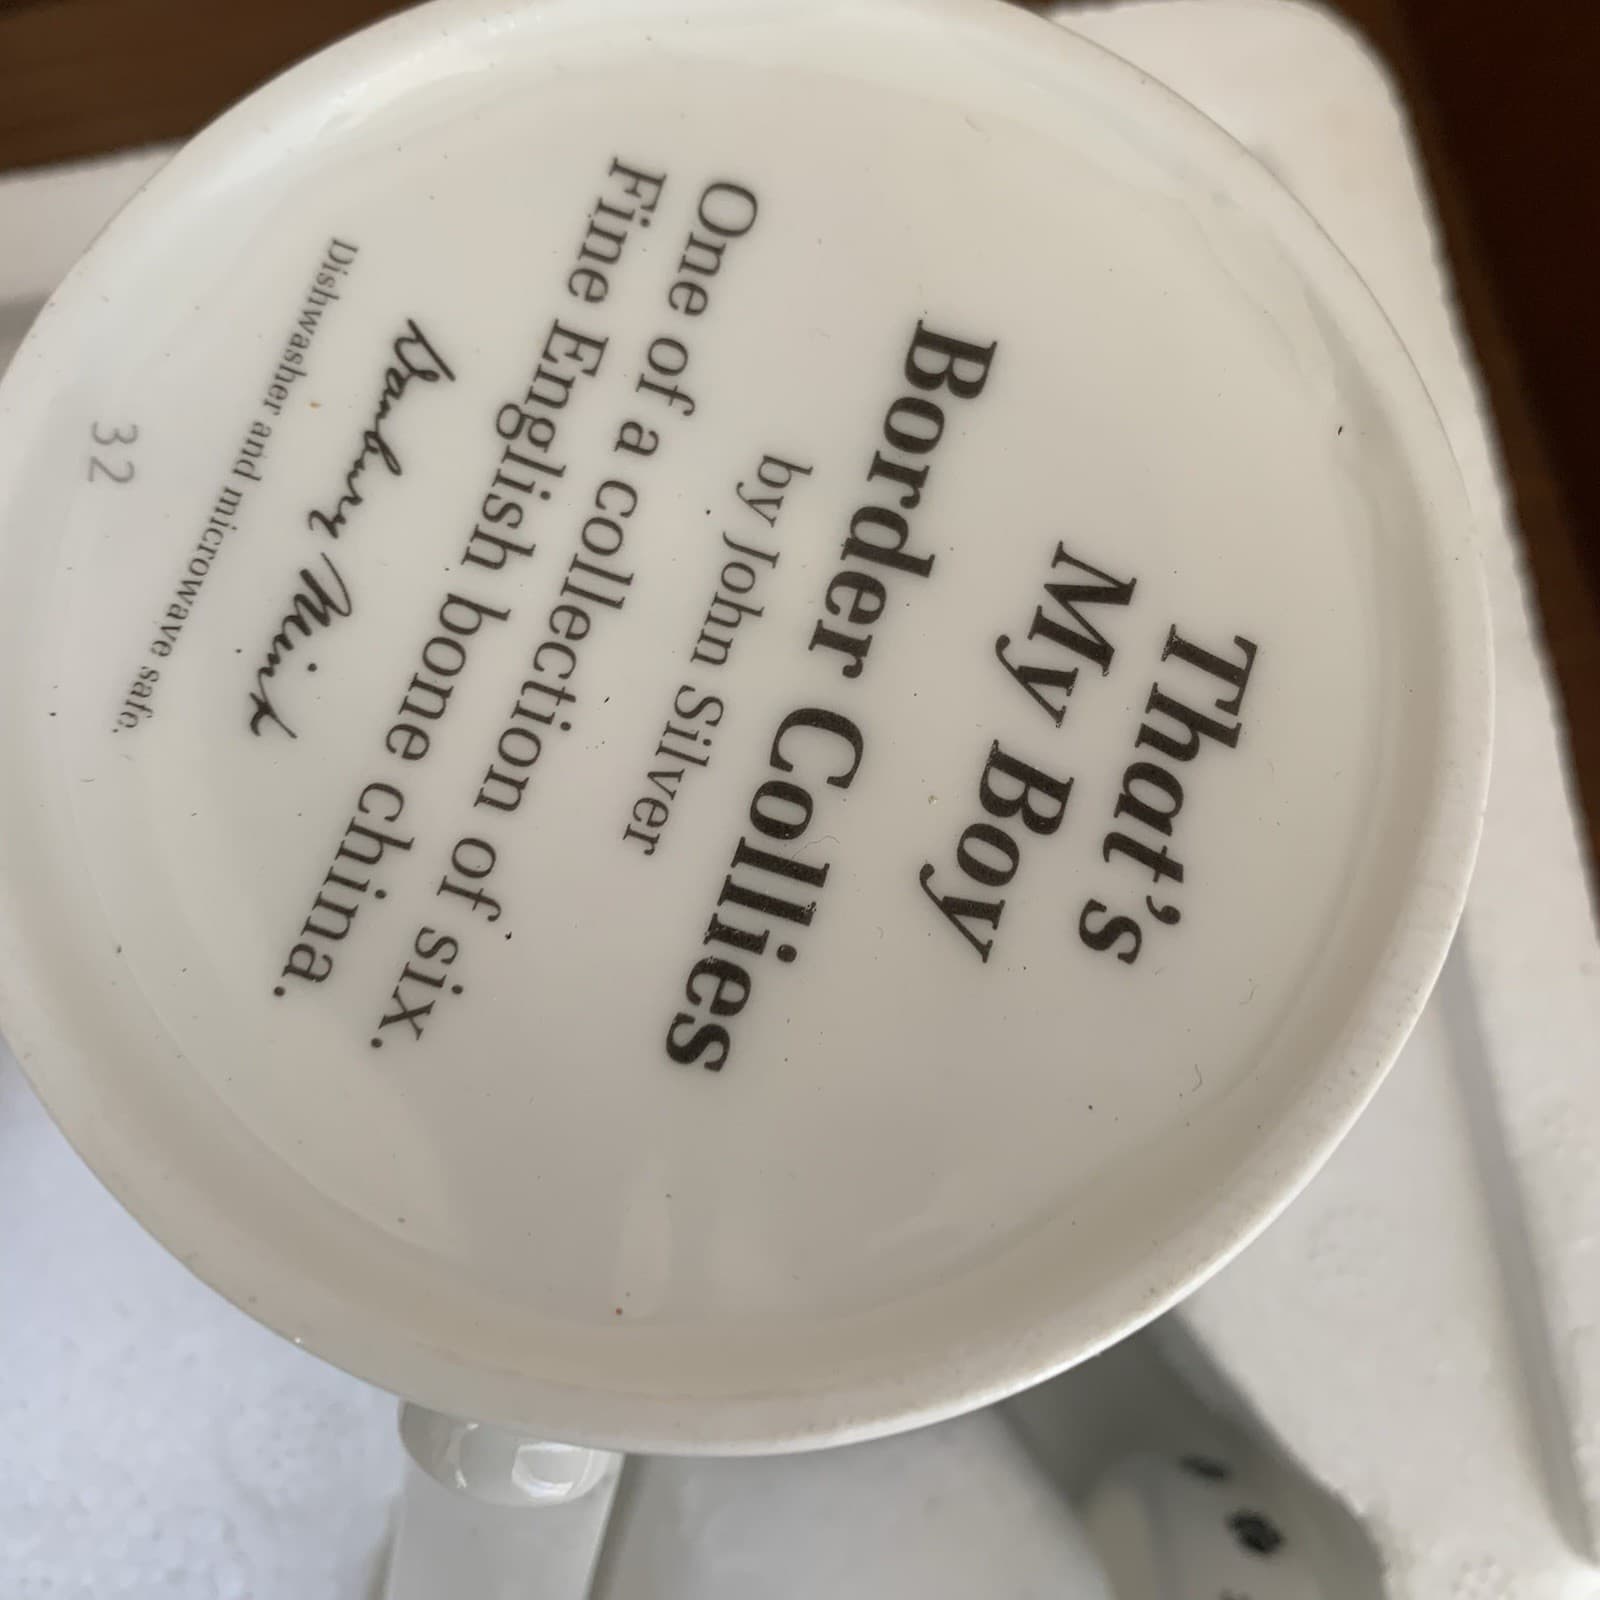 That's
My Boy
Border Collies
by John Silver
One of a collection of six.
Fine English bone china.
Danbury Mint
Dishwasher and microwave safe.
32